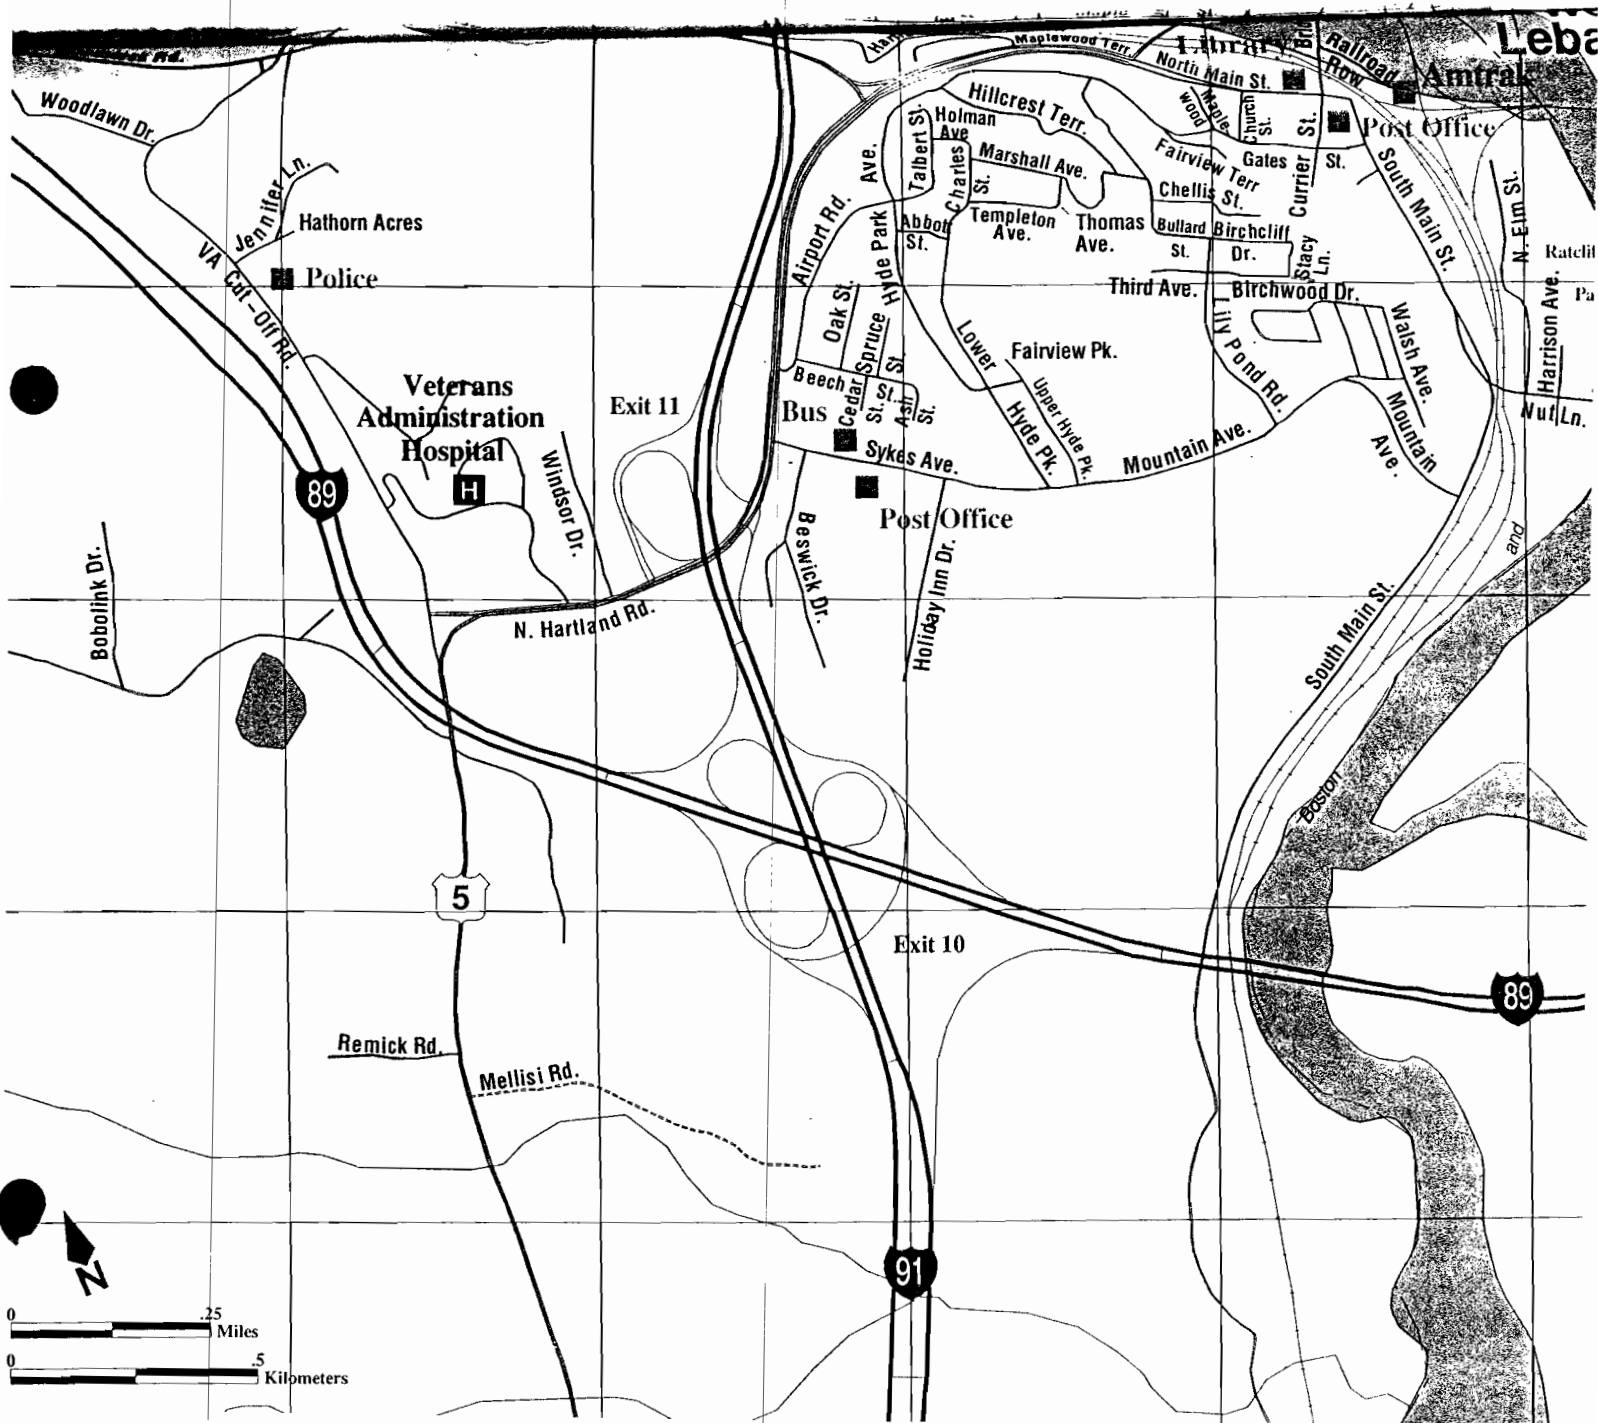 Leba
Maplewood Terr.
Library
Railroad
Row
Amtrak
North Main St.
Woodlawn Dr.
Hillcrest Terr.
Maple
wood
Church
St.
Post Office
Holman
Ave
Talbert St.
Charles
St.
Marshall Ave.
Fairview Terr
Gates
St.
Currier
St.
South Main St.
N. Elm St.
Jennifer Ln.
Hathorn Acres
Chellis St.
Airport Rd.
Hyde Park
Ave.
Abbott
St.
Templeton
Ave.
Thomas
Ave.
Bullard
St.
Birchcliff
Dr.
Stacy
Ln.
VA Cut-Off Rd.
Police
Third Ave.
Birchwood Dr.
Harrison Ave.
Oak St.
Spruce
St.
Lower
Hyde Pk.
Fairview Pk.
Upper Hyde Pk.
Pond Rd.
Walsh Ave.
Veterans
Administration
Hospital
H
Exit 11
Beech
St.
Cedar
St.
Ash
St.
Bus
Sykes Ave.
Mountain Ave.
Mountain
Ave.
Nut Ln.
89
Windsor Dr.
Post Office
Beswick Dr.
Holiday Inn Dr.
and
Bobolink Dr.
N. Hartland Rd.
South Main St.
Boston
5
Exit 10
89
Remick Rd.
Mellisi Rd.
91
N
0 .25
Miles
0 .5
Kilometers